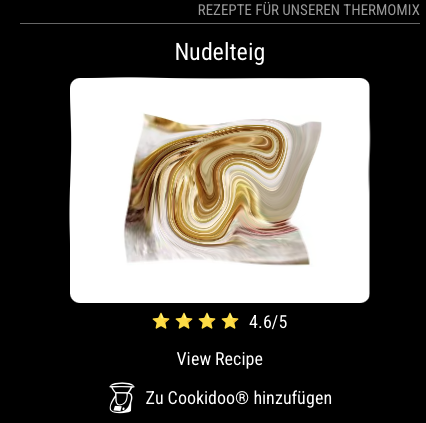 REZEPTE FÜR UNSEREN THERMOMIX
Nudelteig
4.6/5
View Recipe
Zu Cookidoo® hinzufügen